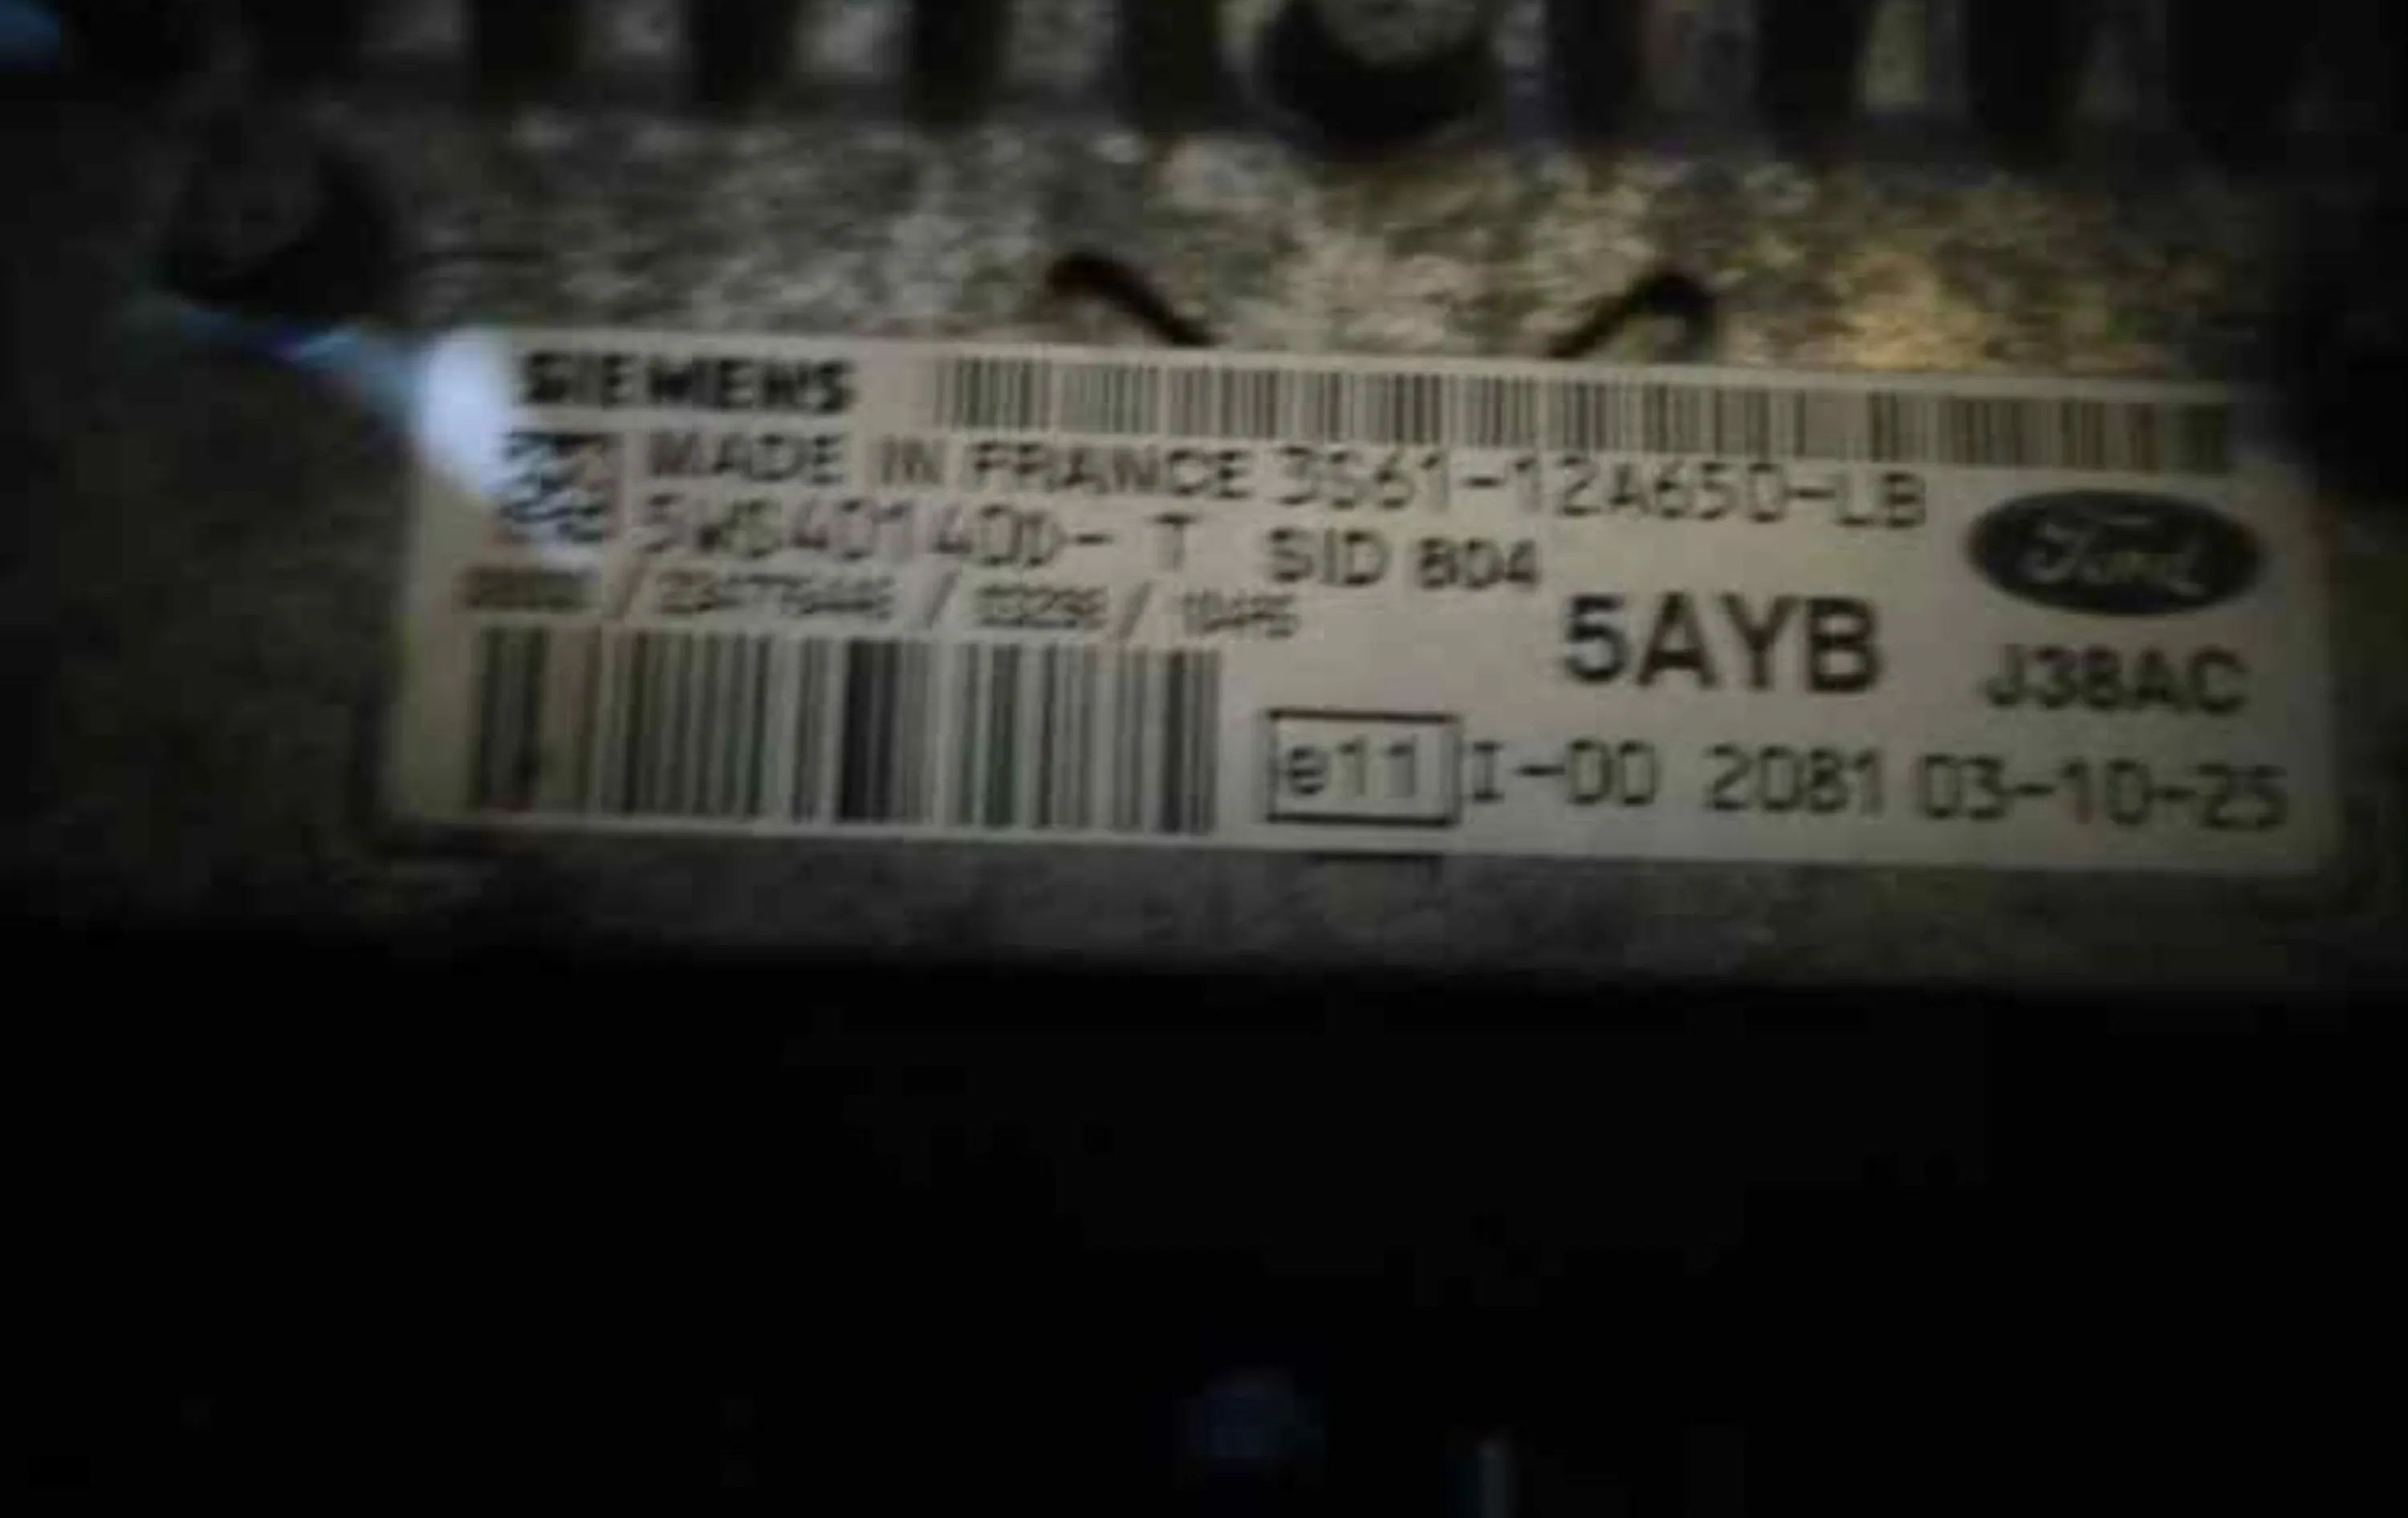 SIEMENS
MADE IN FRANCE 3S61-12A650-LB
5WS40140D-T SID 804
Ford
5AYB J38AC
e11 I-00 2081 03-10-25